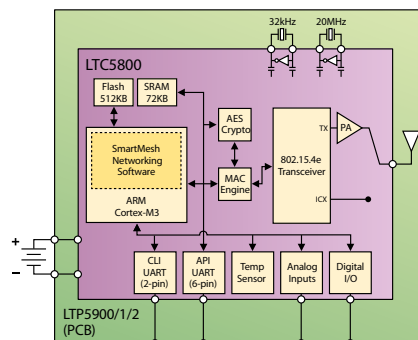 32kHz
20MHz
LTC5800
Flash
512KB
SRAM
72KB
AES
Crypto
TX
PA
SmartMesh
Networking
Software
802.15.4e
Transceiver
MAC
Engine
ARM
Cortex-M3
ICX
+
–
CLI
UART
(2-pin)
API
UART
(6-pin)
Temp
Sensor
Analog
Inputs
Digital
I/O
LTP5900/1/2
(PCB)